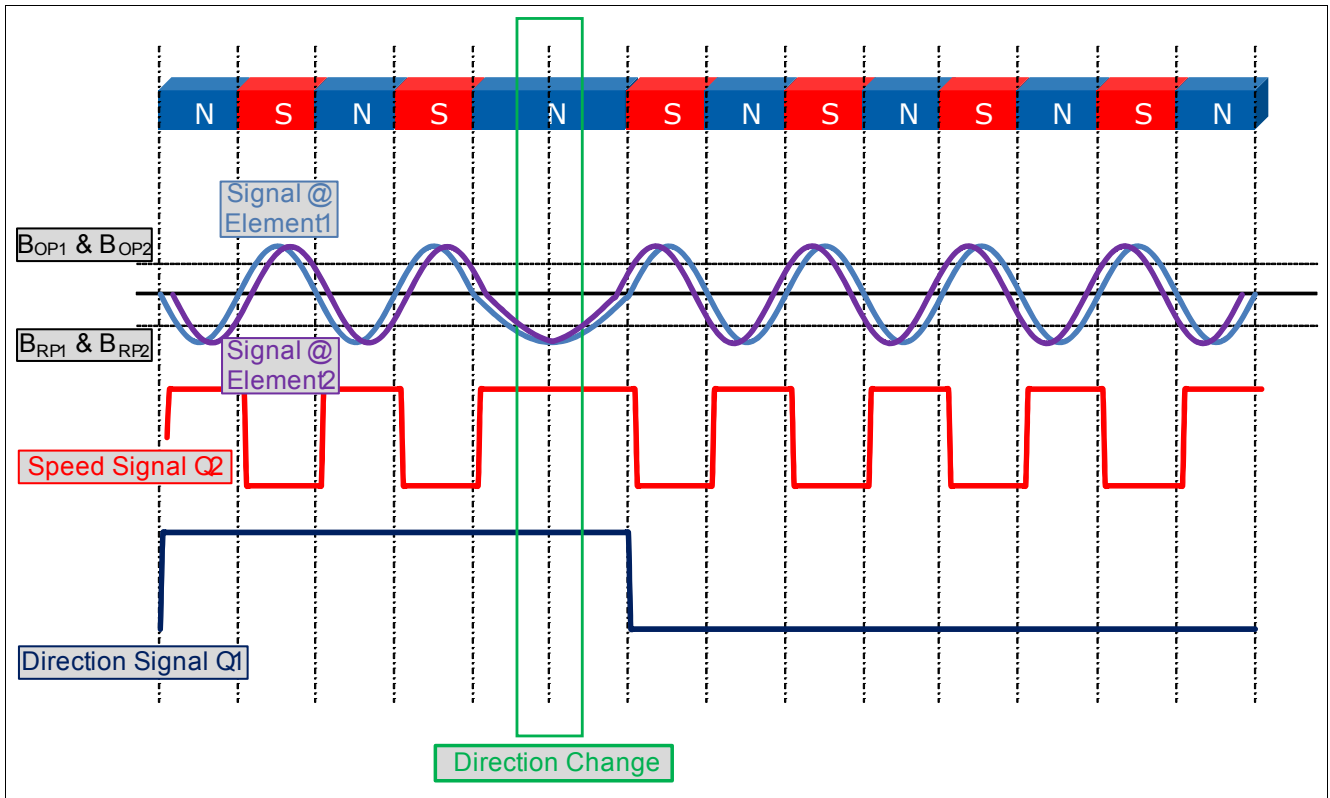 N S N S N S N S N S N S N
Signal @
Element1
BOP1 & BOP2
BRP1 & BRP2
Signal @
Element2
Speed Signal Q2
Direction Signal Q1
Direction Change